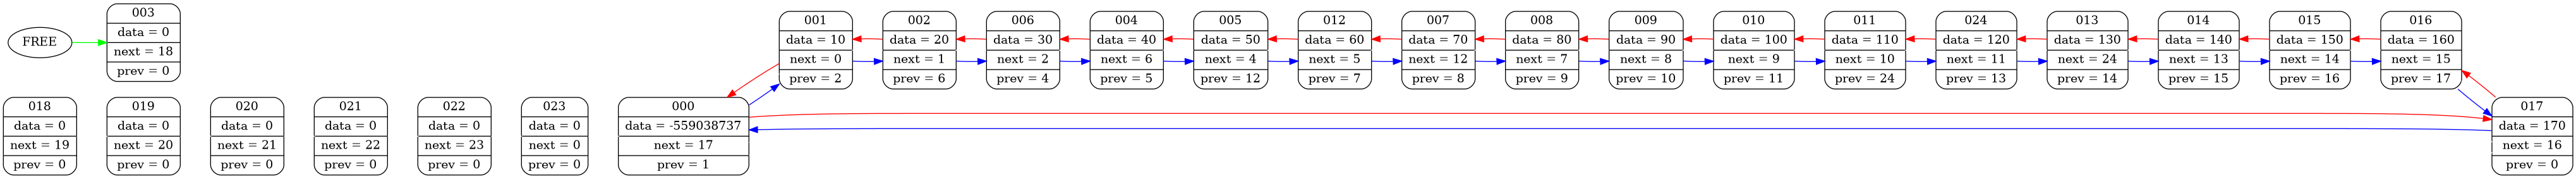 FREE
003
data = 0
next = 18
prev = 0
001
data = 10
next = 0
prev = 2
002
data = 20
next = 1
prev = 6
006
data = 30
next = 2
prev = 4
004
data = 40
next = 6
prev = 5
005
data = 50
next = 4
prev = 12
012
data = 60
next = 5
prev = 7
007
data = 70
next = 12
prev = 8
008
data = 80
next = 7
prev = 9
009
data = 90
next = 8
prev = 10
010
data = 100
next = 9
prev = 11
011
data = 110
next = 10
prev = 24
024
data = 120
next = 11
prev = 13
013
data = 130
next = 24
prev = 14
014
data = 140
next = 13
prev = 15
015
data = 150
next = 14
prev = 16
016
data = 160
next = 15
prev = 17
018
data = 0
next = 19
prev = 0
019
data = 0
next = 20
prev = 0
020
data = 0
next = 21
prev = 0
021
data = 0
next = 22
prev = 0
022
data = 0
next = 23
prev = 0
023
data = 0
next = 0
prev = 0
000
data = -559038737
next = 17
prev = 1
017
data = 170
next = 16
prev = 0